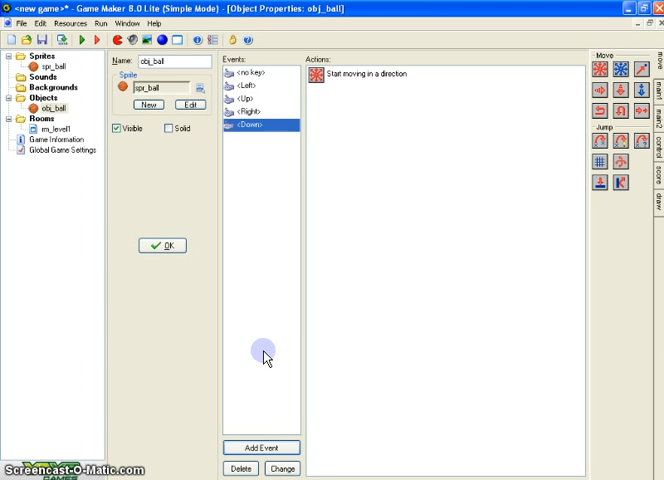 <new game>* - Game Maker 8.0 Lite (Simple Mode) - [Object Properties: obj_ball]
File Edit Resources Run Window Help
Sprites
spr_ball
Sounds
Backgrounds
Objects
obj_ball
Rooms
rm_level1
Game Information
Global Game Settings
Name: obj_ball
Sprite
spr_ball
New Edit
Visible Solid
OK
Events:
<no key>
<Left>
<Up>
<Right>
<Down>
Add Event
Delete Change
Actions:
Start moving in a direction
Move
Jump
move
main1
main2
control
score
draw
Screencast-O-Matic.com
GAMES